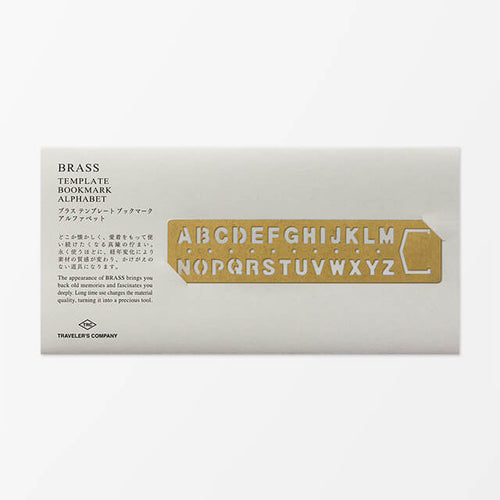 BRASS
TEMPLATE
BOOKMARK
ALPHABET
ブラス テンプレート ブックマーク
アルファベット
どこか懐かしく、愛着をもって使
い続けたくなる真鍮の佇まい。
永く使うほどに、経年変化により
素材の質感が変わり、かけがえの
ない道具になります。
The appearance of BRASS brings you
back old memories and fascinates you
deeply. Long time use changes the material
quality, turning it into a precious tool.
TRC
TRAVELER'S COMPANY
ABCDEFGHIJKLM
NOPQRSTUVWXYZ